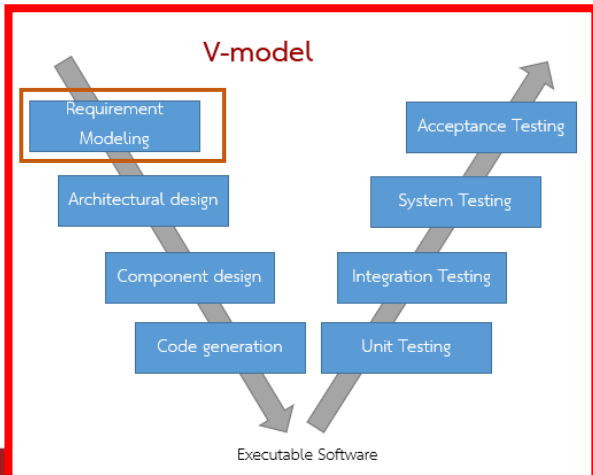 V-model
Requirement
Modeling
Architectural design
Component design
Code generation
Acceptance Testing
System Testing
Integration Testing
Unit Testing
Executable Software